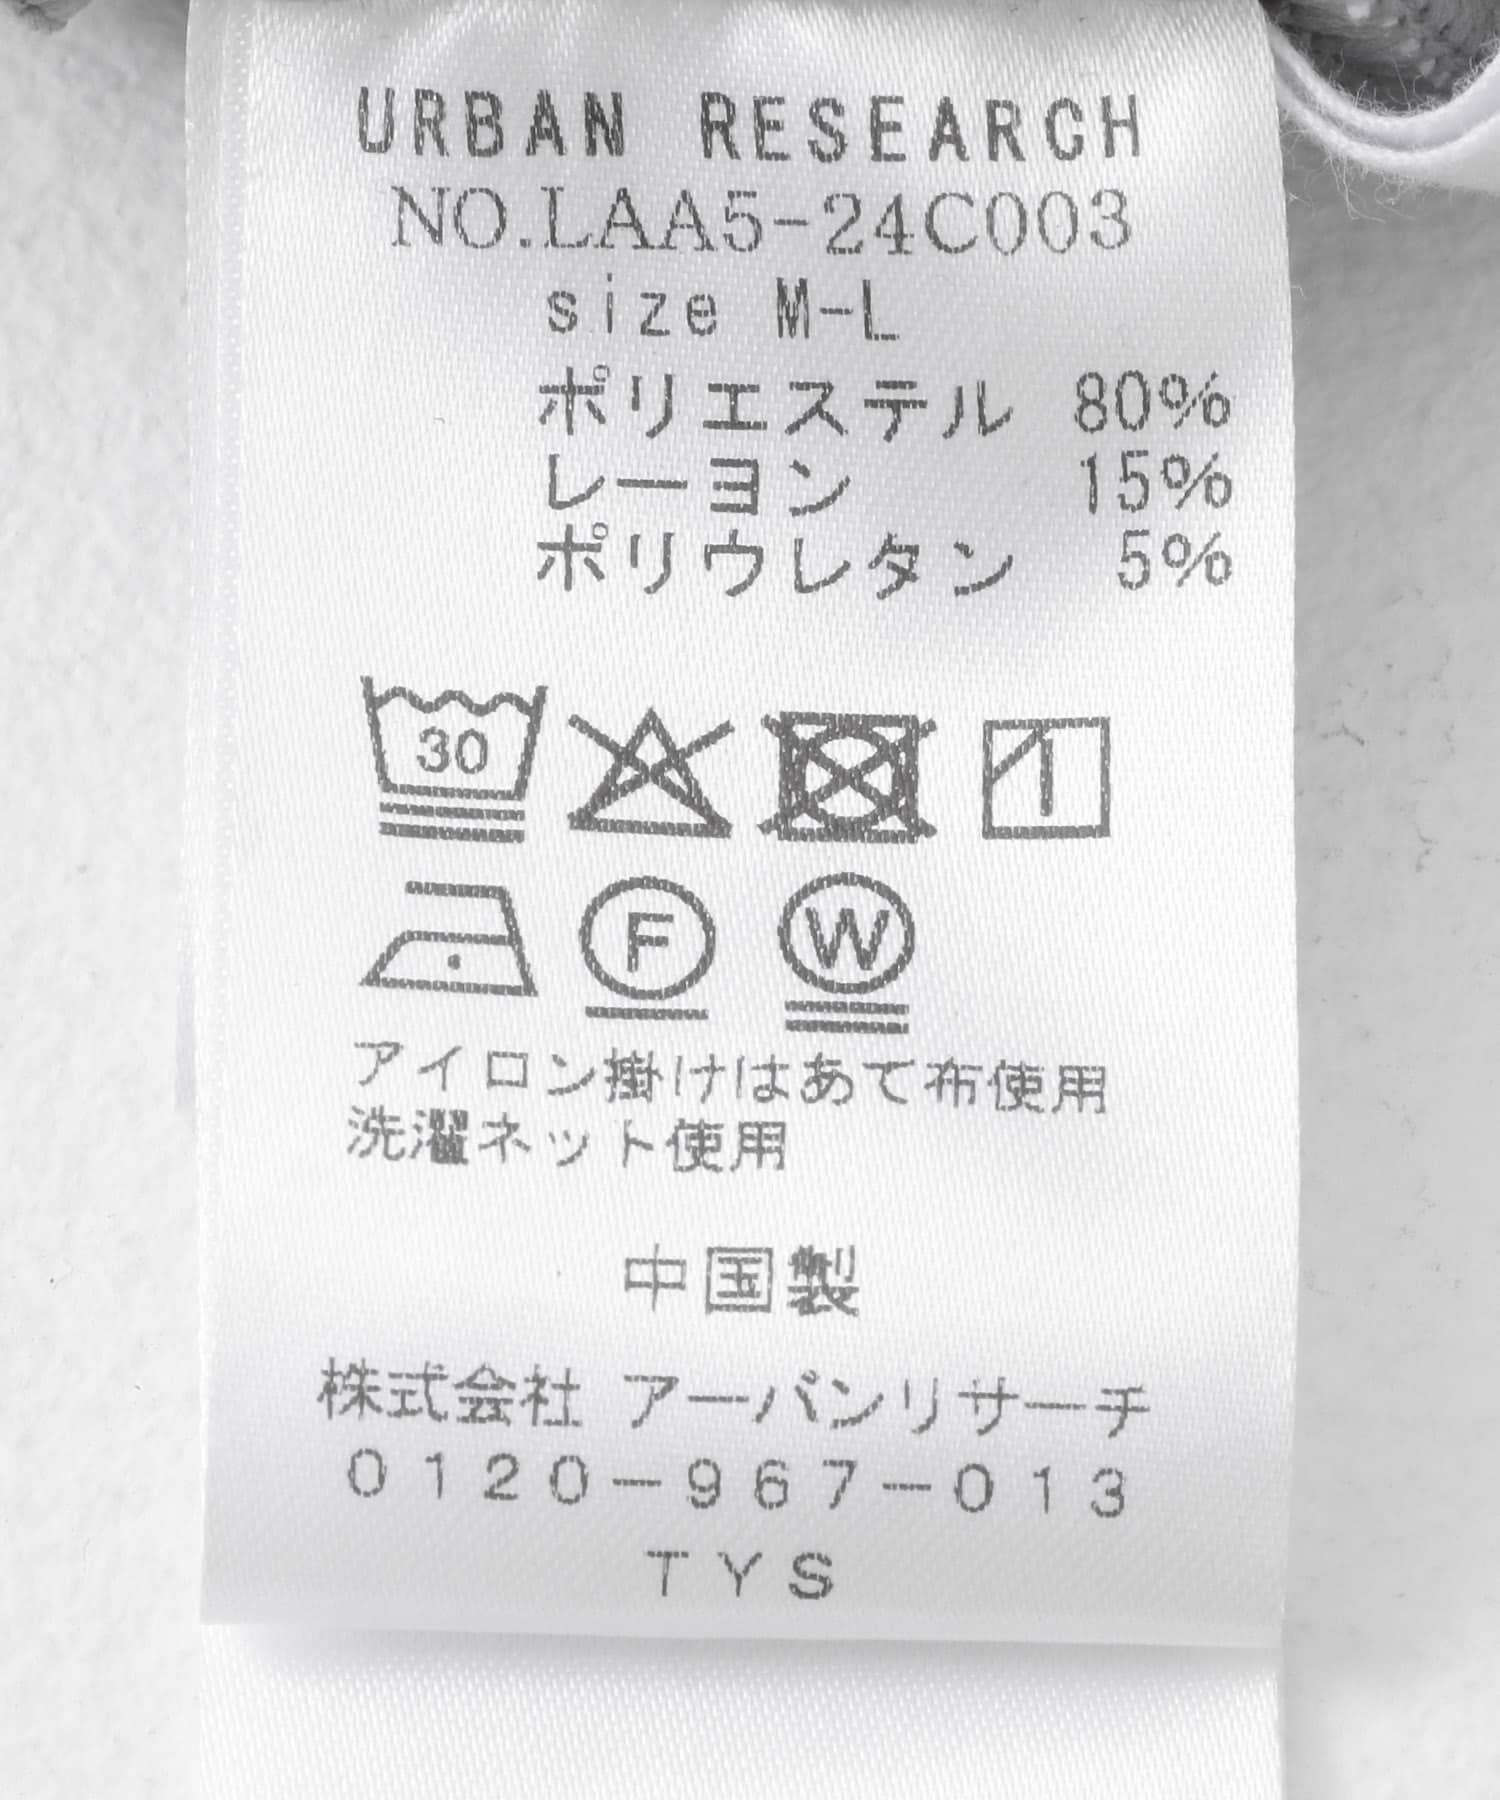 URBAN RESEARCH
NO.LAA5-24C003
size M-L
ポリエステル 80%
レーヨン 15%
ポリウレタン 5%
30
F W
アイロン掛けはあて布使用
洗濯ネット使用
中国製
株式会社 アーバンリサーチ
0120-967-013
TYS